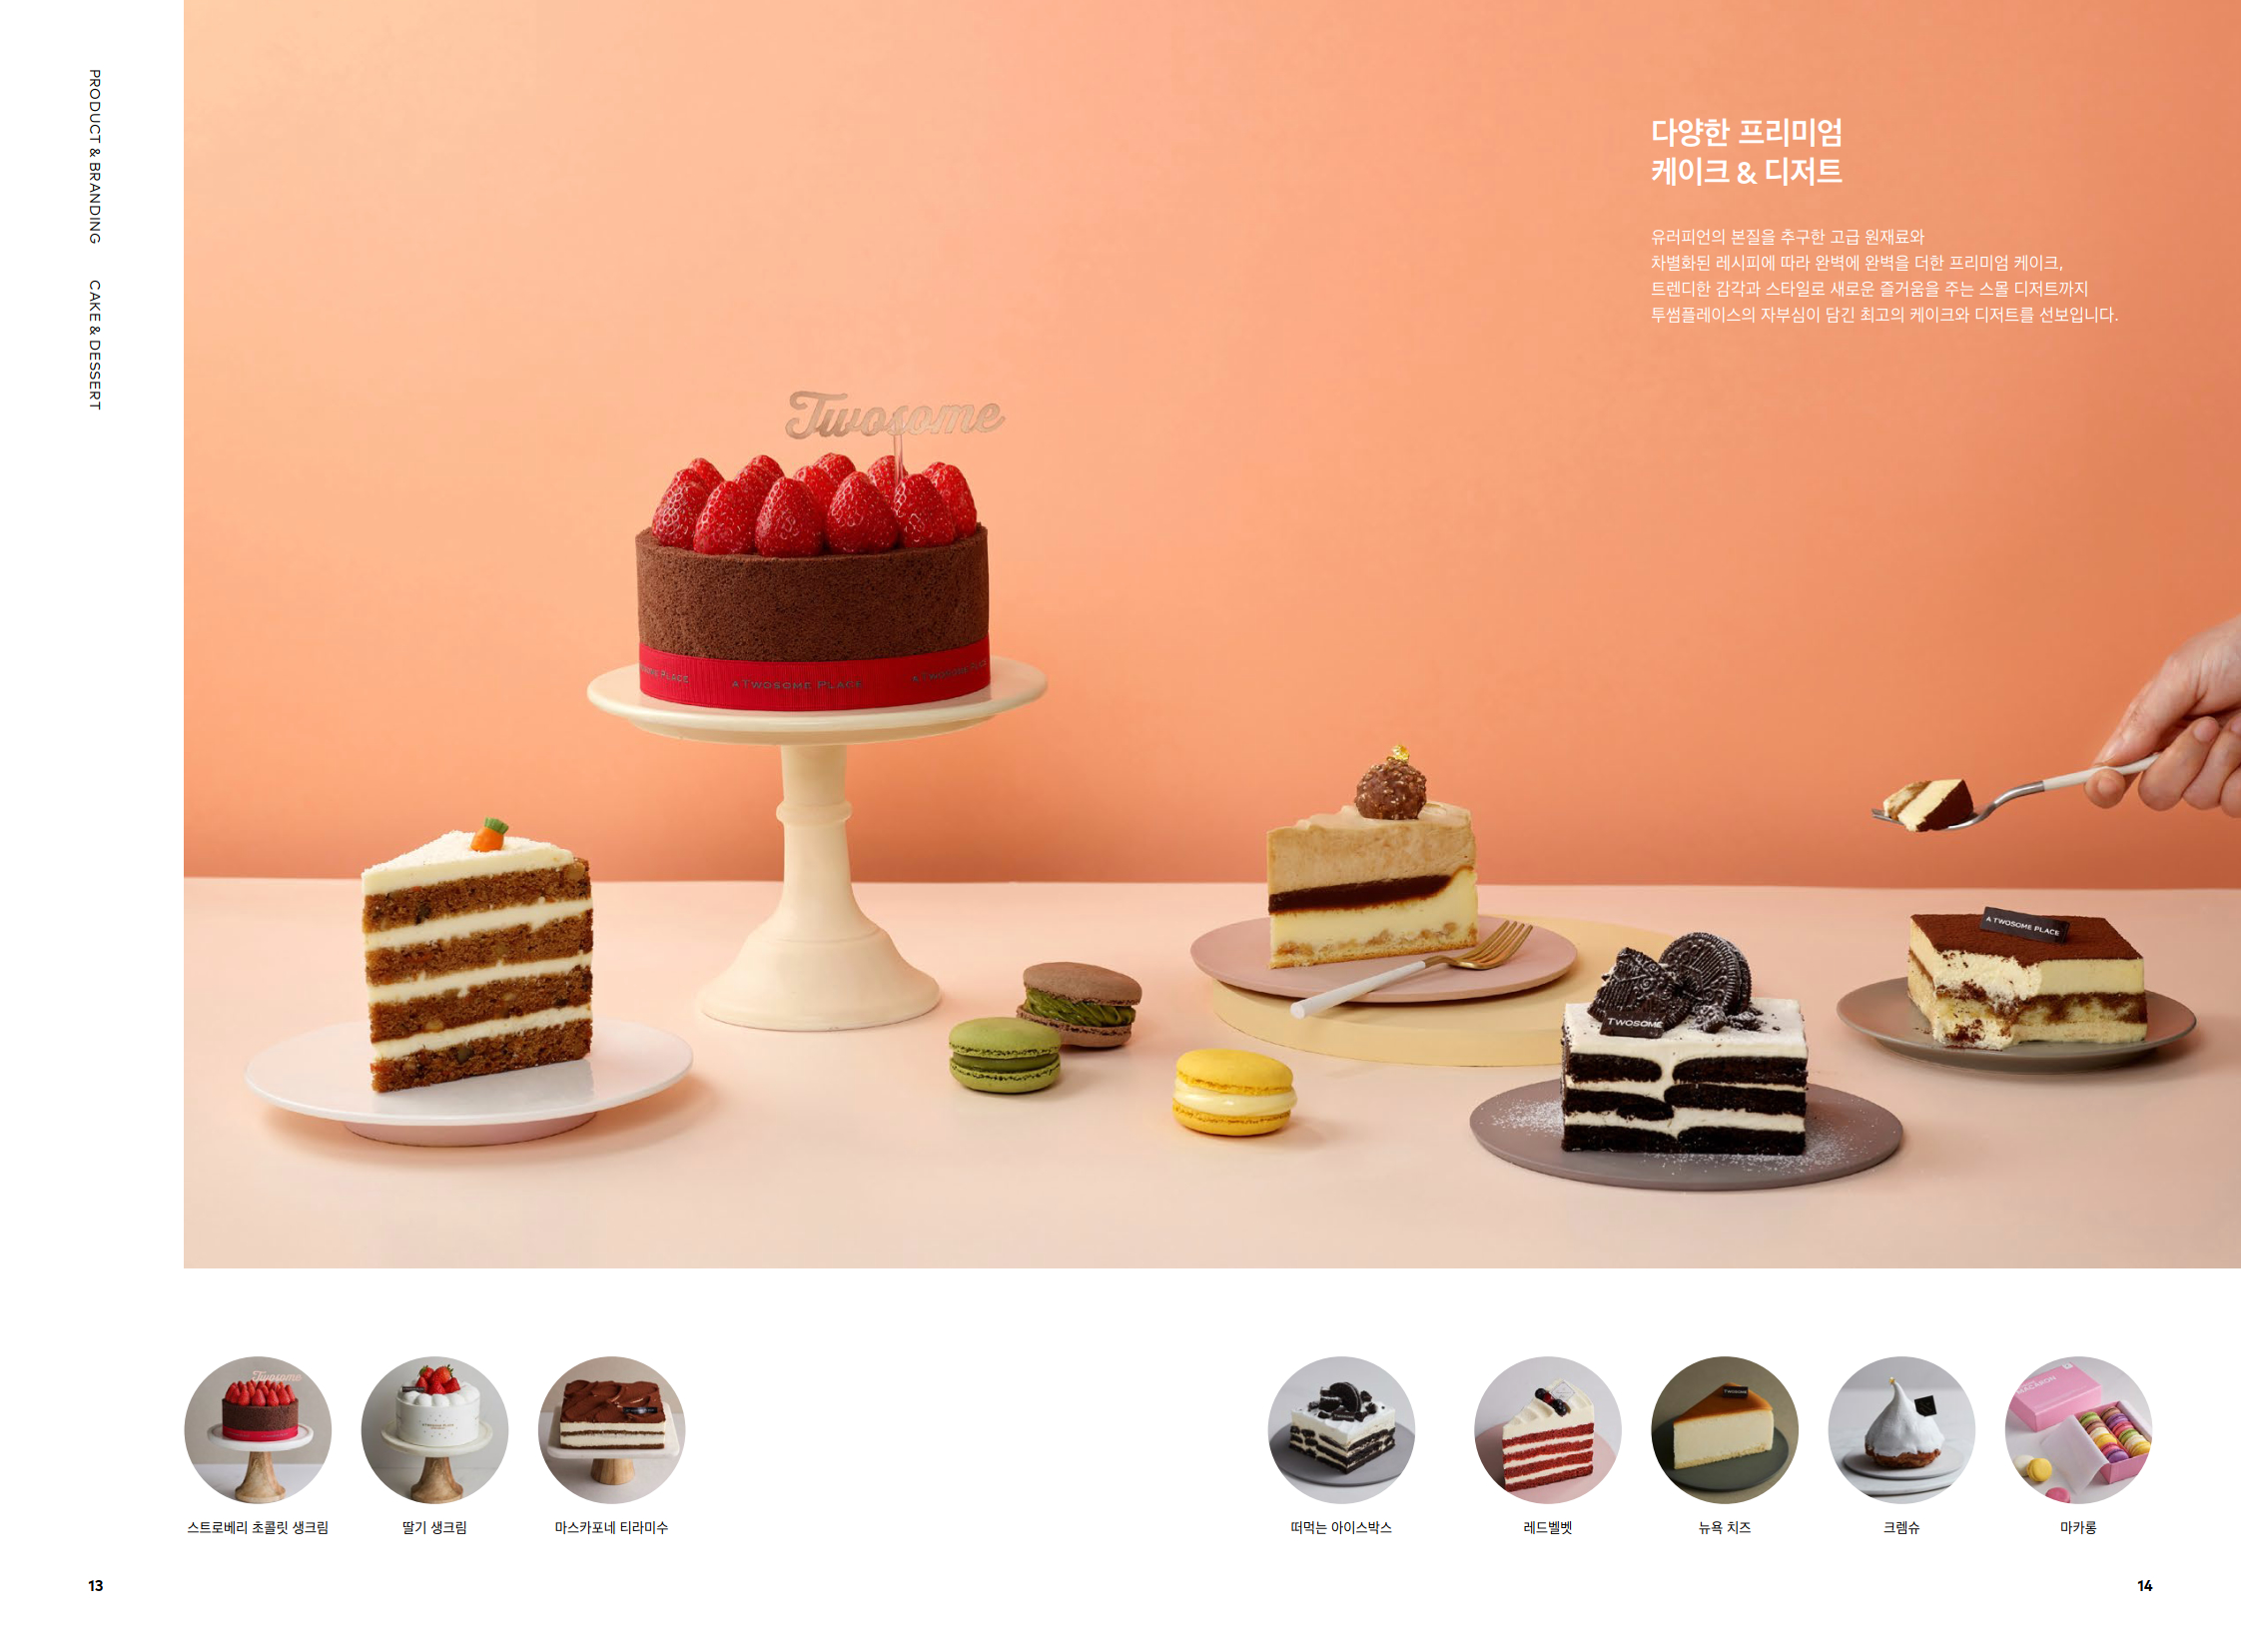 PRODUCT & BRANDING
CAKE & DESSERT
다양한 프리미엄
케이크 & 디저트
유러피언의 본질을 추구한 고급 원재료와
차별화된 레시피에 따라 완벽에 완벽을 더한 프리미엄 케이크,
트렌디한 감각과 스타일로 새로운 즐거움을 주는 스몰 디저트까지
투썸플레이스의 자부심이 담긴 최고의 케이크와 디저트를 선보입니다.
Twosome
A TWOSOME PLACE
A TWOSOME PLACE
TWOSOME
Twosome
스트로베리 초콜릿 생크림
딸기 생크림
마스카포네 티라미수
떠먹는 아이스박스
레드벨벳
뉴욕 치즈
크렘슈
마카롱
13
14